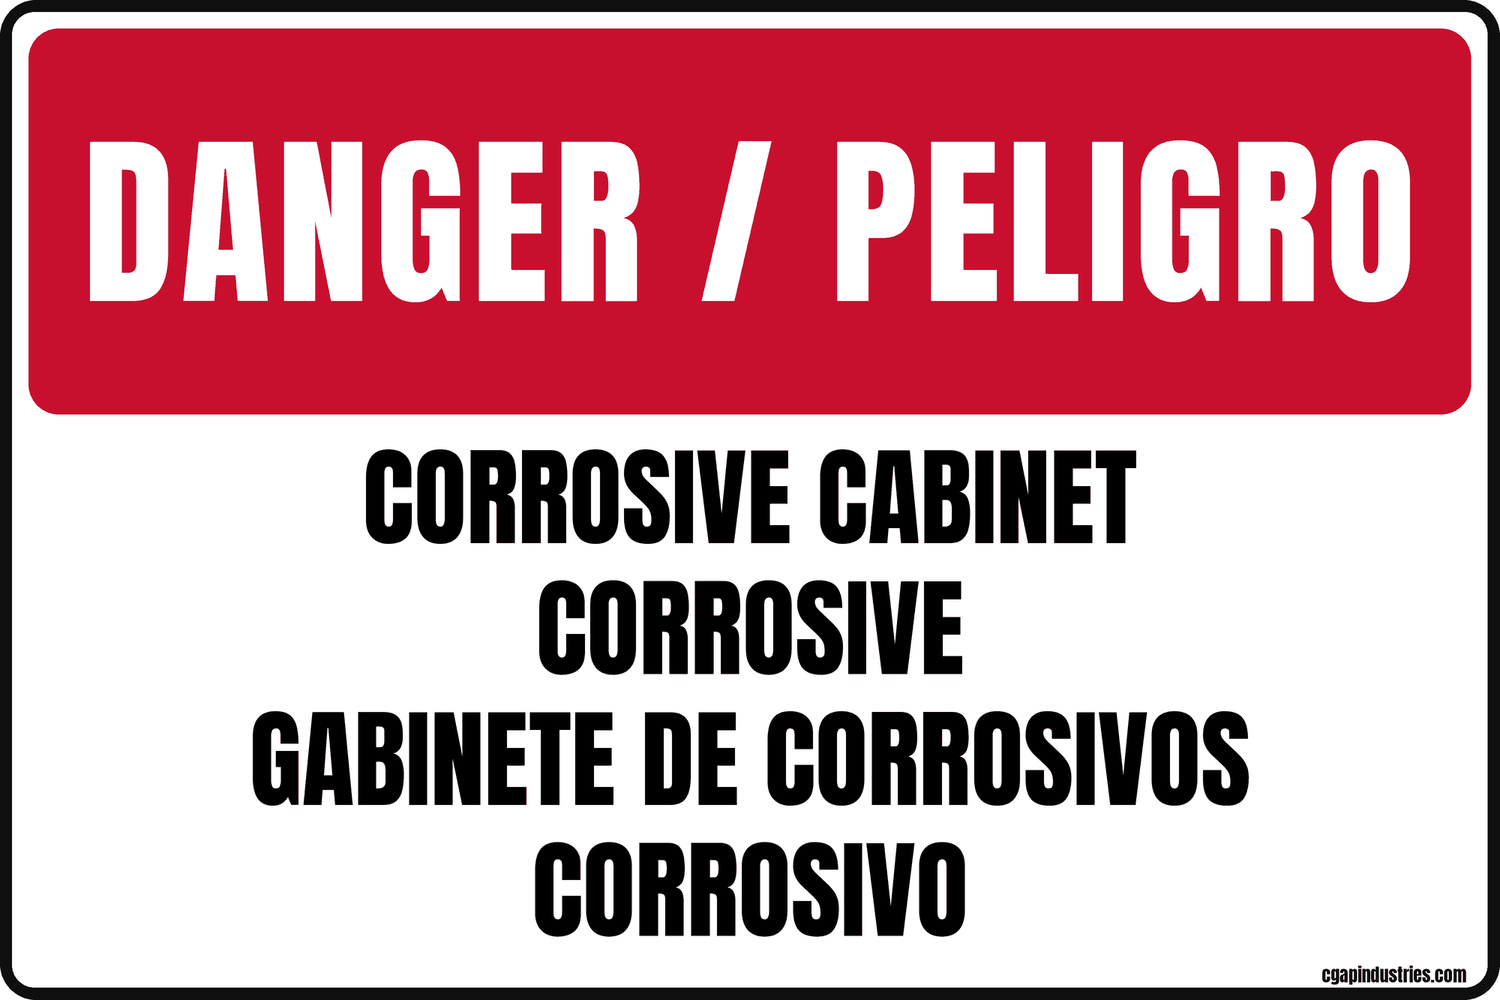 DANGER / PELIGRO
CORROSIVE CABINET
CORROSIVE
GABINETE DE CORROSIVOS
CORROSIVO
cgapindustries.com